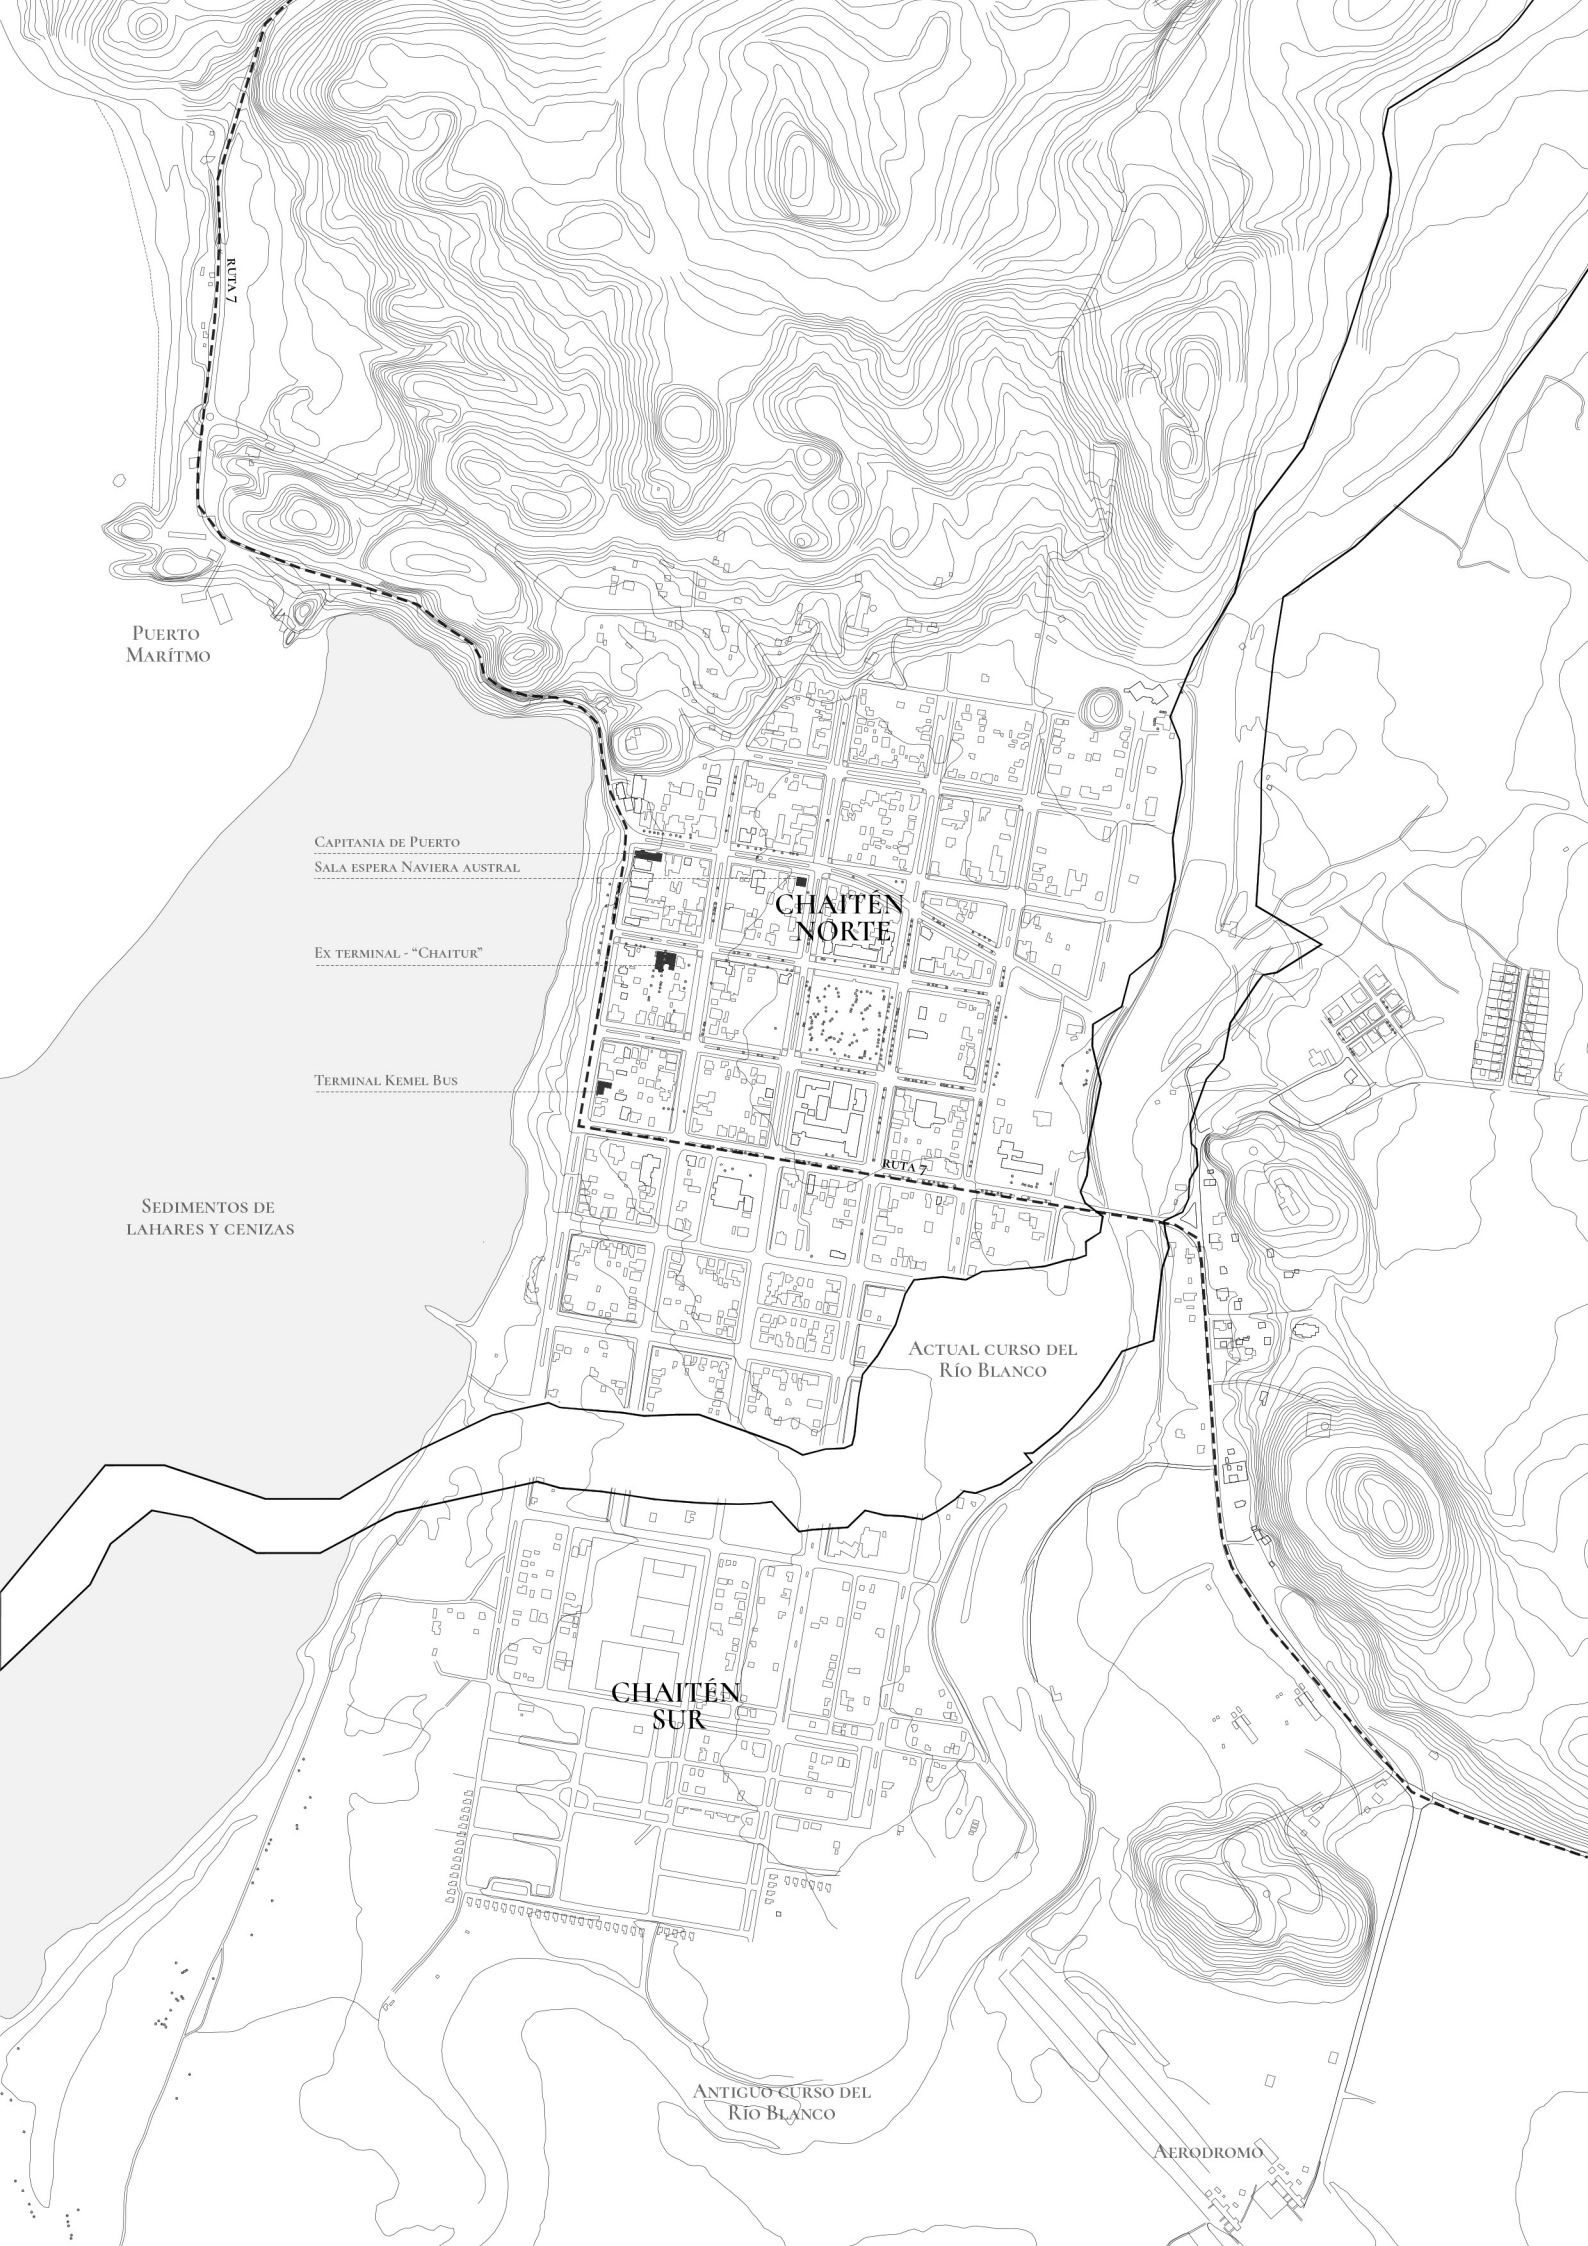 RUTA 7
PUERTO
MARÍTMO
CAPITANIA DE PUERTO
SALA ESPERA NAVIERA AUSTRAL
CHAITÉN
NORTE
EX TERMINAL - “CHAITUR”
TERMINAL KEMEL BUS
RUTA 7
SEDIMENTOS DE
LAHARES Y CENIZAS
ACTUAL CURSO DEL
RÍO BLANCO
CHAITÉN
SUR
ANTIGUO CURSO DEL
RÍO BLANCO
AERODROMO